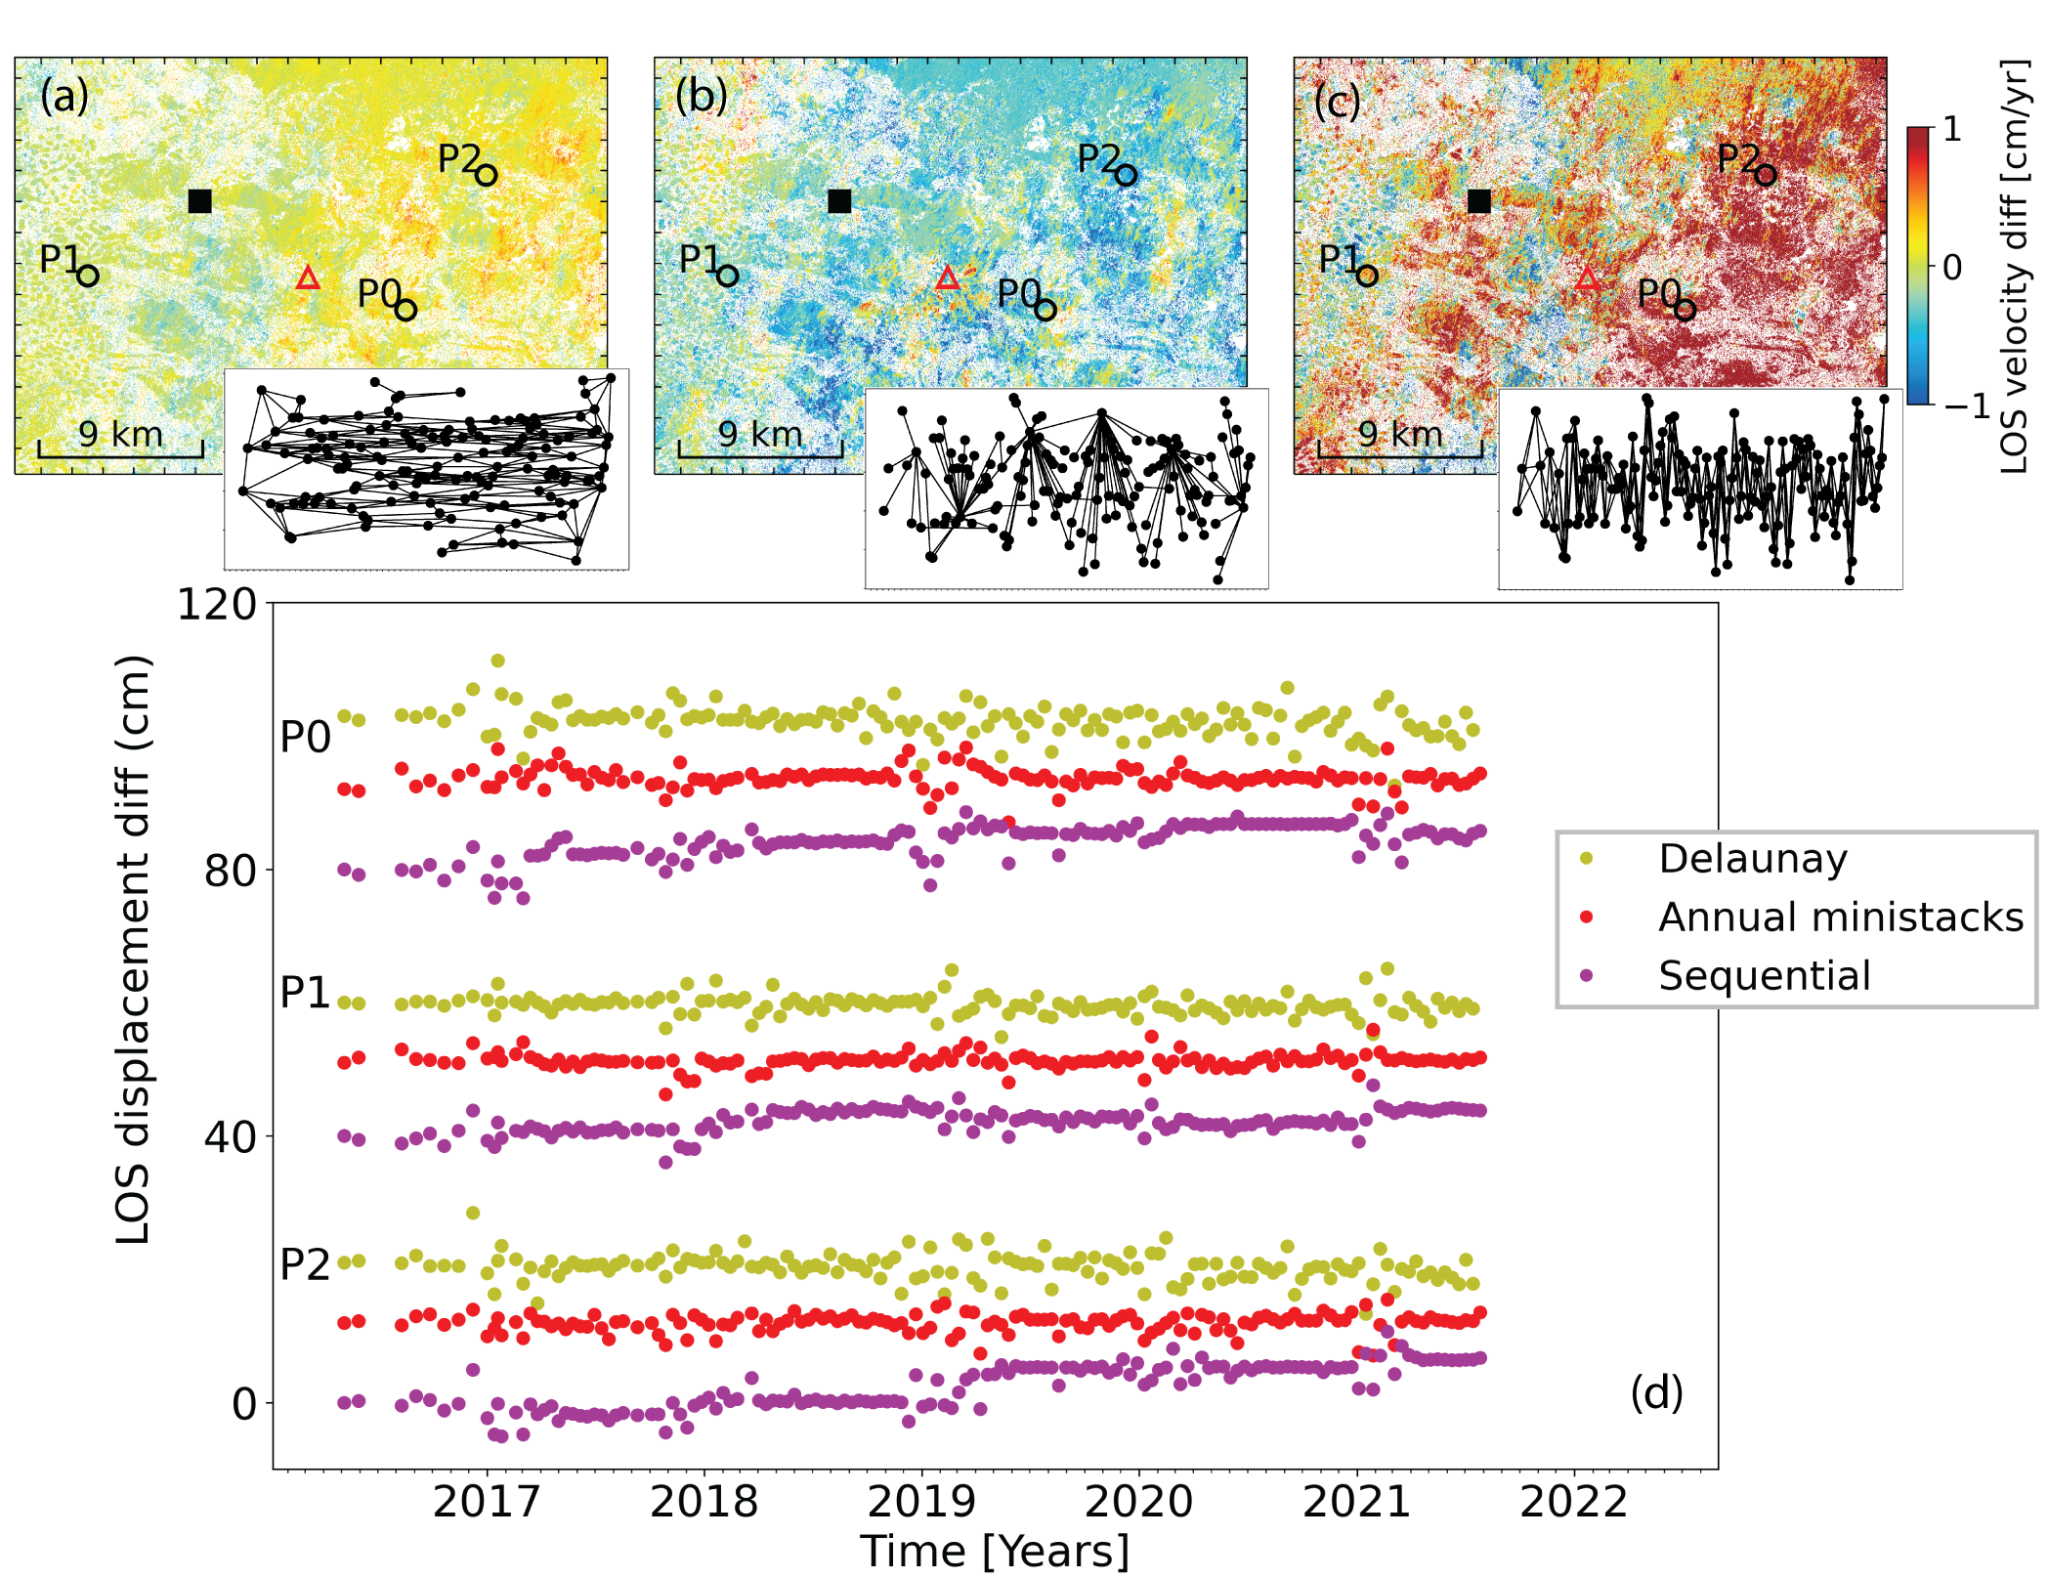 (a)
P2
P1
P0
9 km
(b)
P2
P1
P0
9 km
(c)
P2
P1
P0
9 km
1
0
−1
LOS velocity diff [cm/yr]
120
80
40
0
LOS displacement diff (cm)
P0
P1
P2
Delaunay
Annual ministacks
Sequential
(d)
2017 2018 2019 2020 2021 2022
Time [Years]